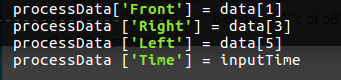 processData['Front'] = data[1]
processData ['Right'] = data[3]
processData ['Left'] = data[5]
processData ['Time'] = inputTime